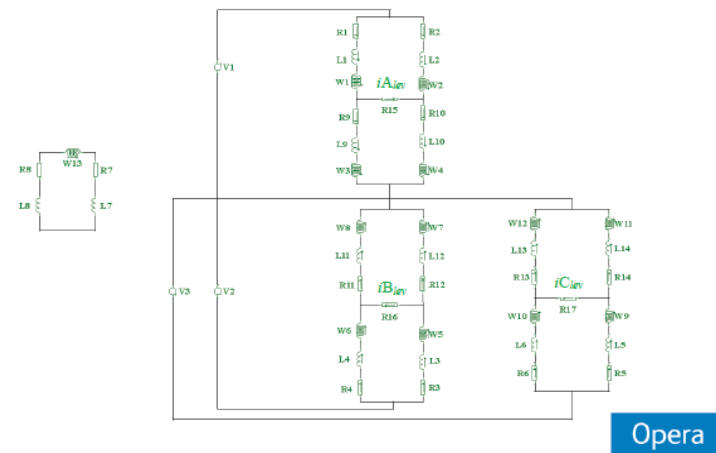 R1 R2
V1
L1 L2
W1 iAlev W2
R15
R9 R10
L9 L10
W13
R8 R7
W3 W4
L8 L7
W8 W7 W12 W11
L11 L12 L13 L14
R11 iBlev R12 R13 iClev R14
V3 V2
R16 R17
W6 W5 W10 W9
L4 L3 L6 L5
R4 R3 R6 R5
Opera